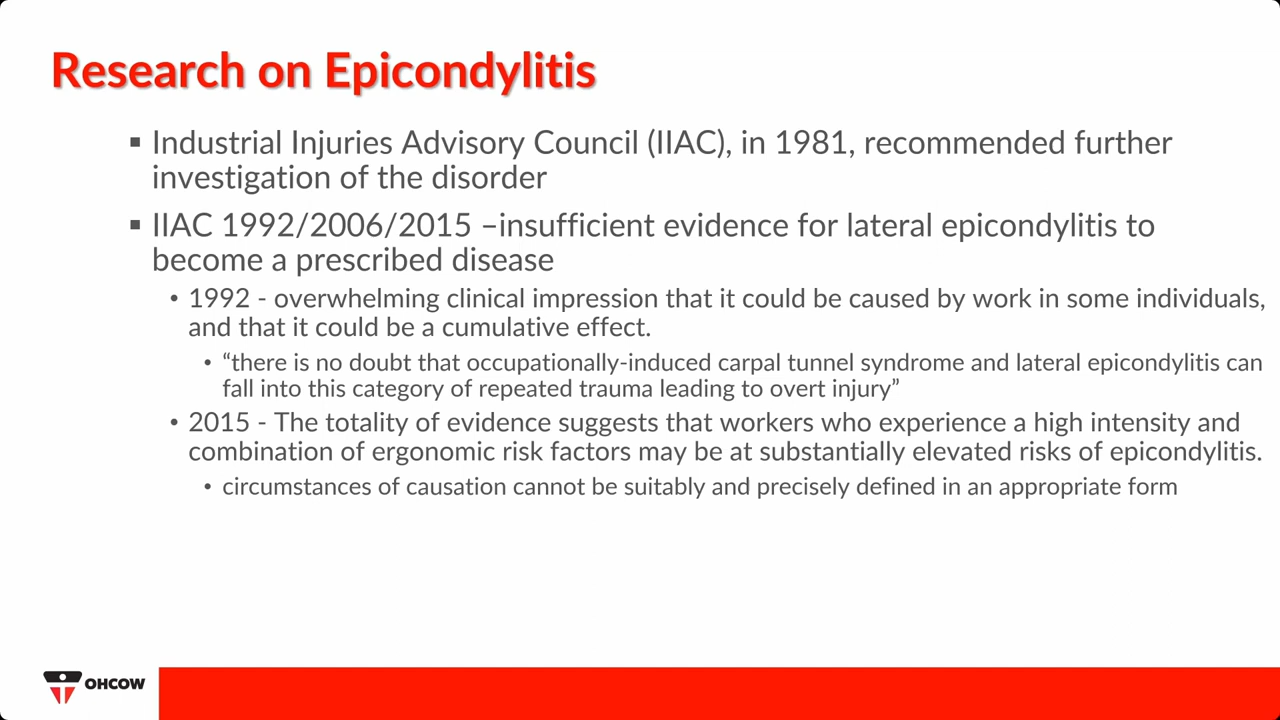 Research on Epicondylitis
▪ Industrial Injuries Advisory Council (IIAC), in 1981, recommended further
investigation of the disorder
▪ IIAC 1992/2006/2015 –insufficient evidence for lateral epicondylitis to
become a prescribed disease
• 1992 - overwhelming clinical impression that it could be caused by work in some individuals,
and that it could be a cumulative effect.
• “there is no doubt that occupationally-induced carpal tunnel syndrome and lateral epicondylitis can
fall into this category of repeated trauma leading to overt injury”
• 2015 - The totality of evidence suggests that workers who experience a high intensity and
combination of ergonomic risk factors may be at substantially elevated risks of epicondylitis.
• circumstances of causation cannot be suitably and precisely defined in an appropriate form
OHCOW